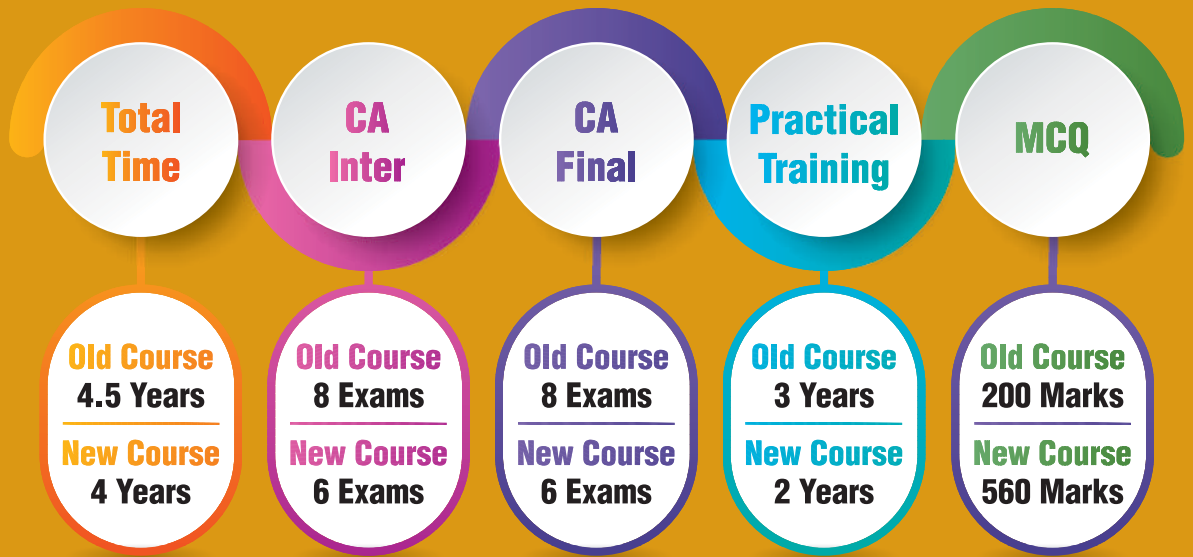 Total
Time
CA
Inter
CA
Final
Practical
Training
MCQ
Old Course
4.5 Years
New Course
4 Years
Old Course
8 Exams
New Course
6 Exams
Old Course
8 Exams
New Course
6 Exams
Old Course
3 Years
New Course
2 Years
Old Course
200 Marks
New Course
560 Marks